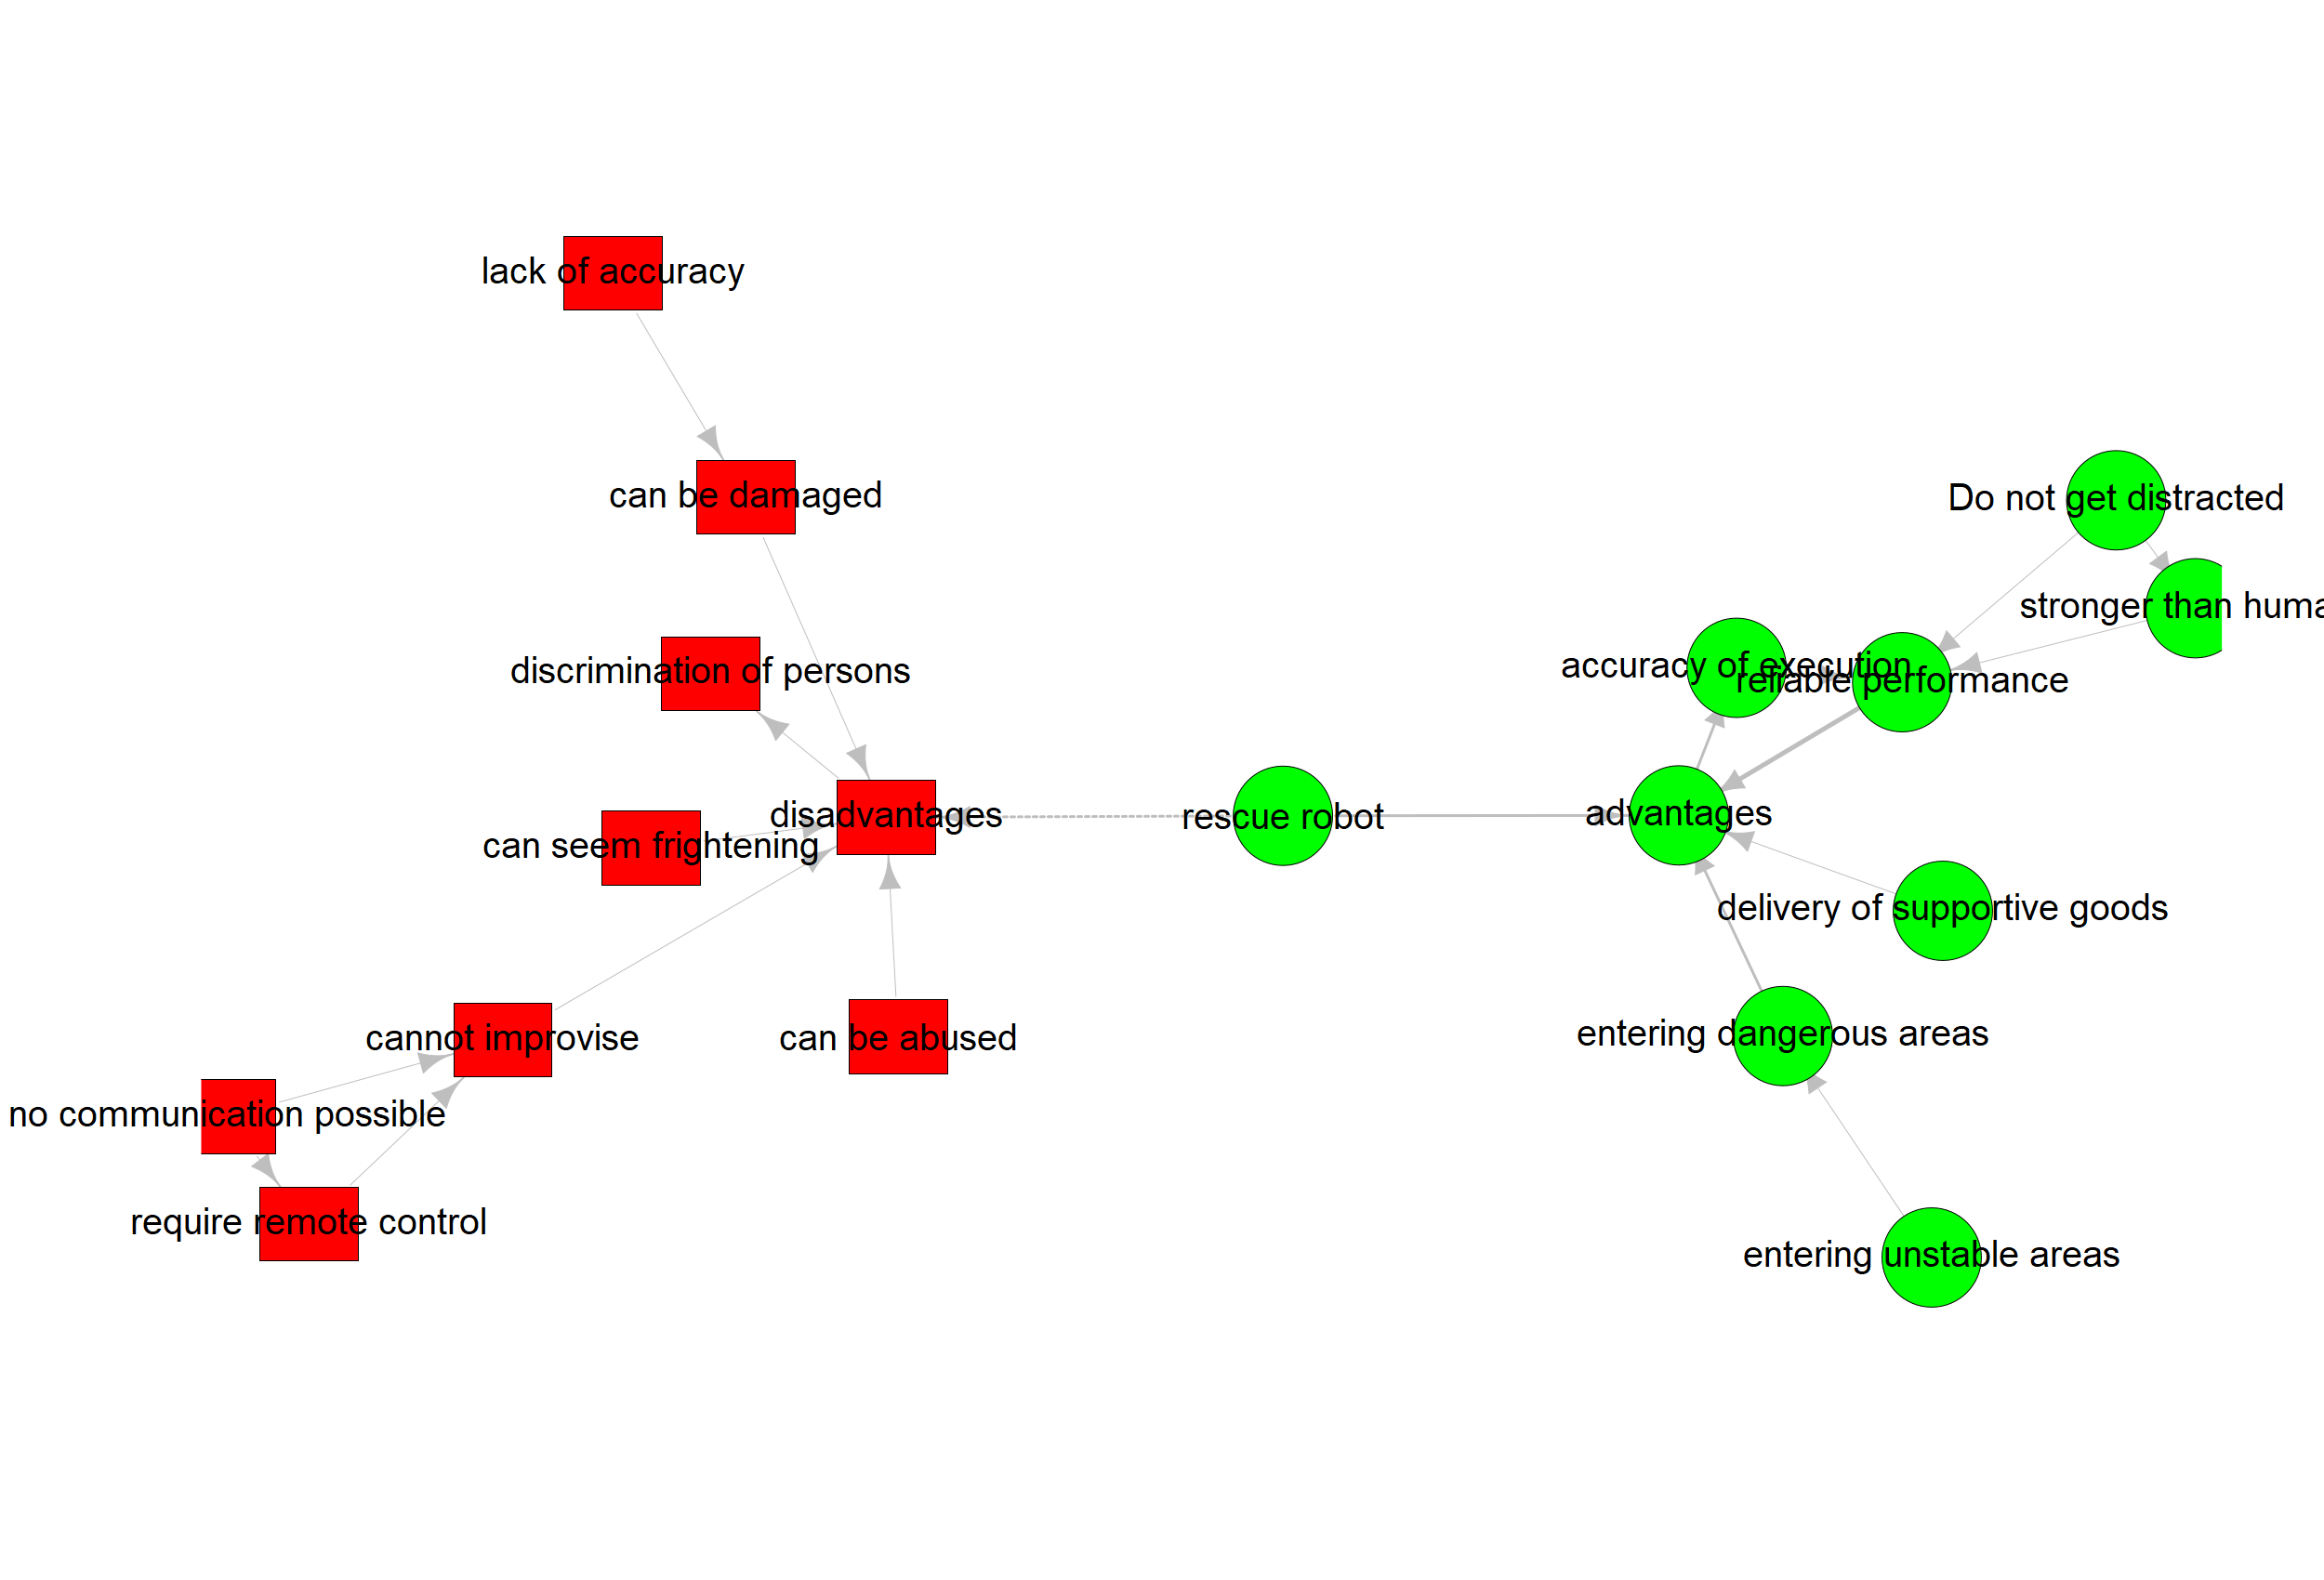 lack of accuracy
can be damaged
Do not get distracted
stronger than huma
accuracy of execution
reliable performance
discrimination of persons
disadvantages
rescue robot
advantages
can seem frightening
delivery of supportive goods
cannot improvise
can be abused
entering dangerous areas
no communication possible
require remote control
entering unstable areas